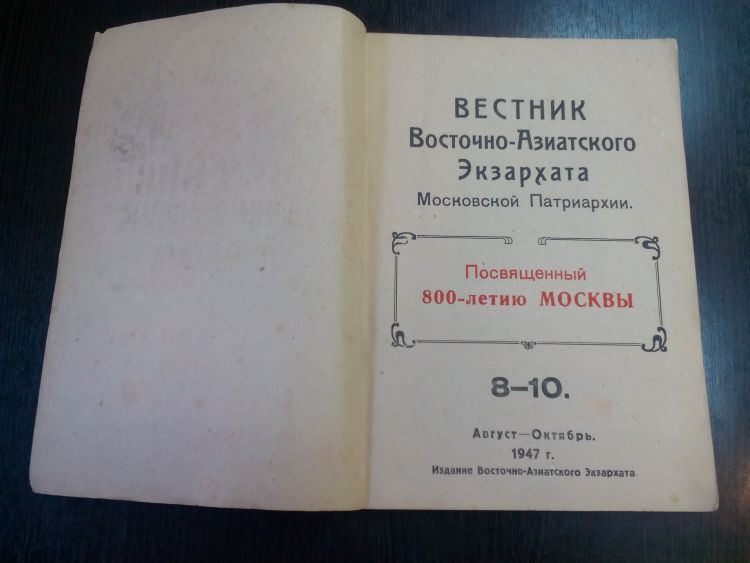 ВЕСТНИК
Восточно-Азиатского
Экзархата
Московской Патриархии.
Посвященный
800-летию МОСКВЫ
8–10.
Август—Октябрь.
1947 г.
Издание Восточно-Азиатского Экзархата.